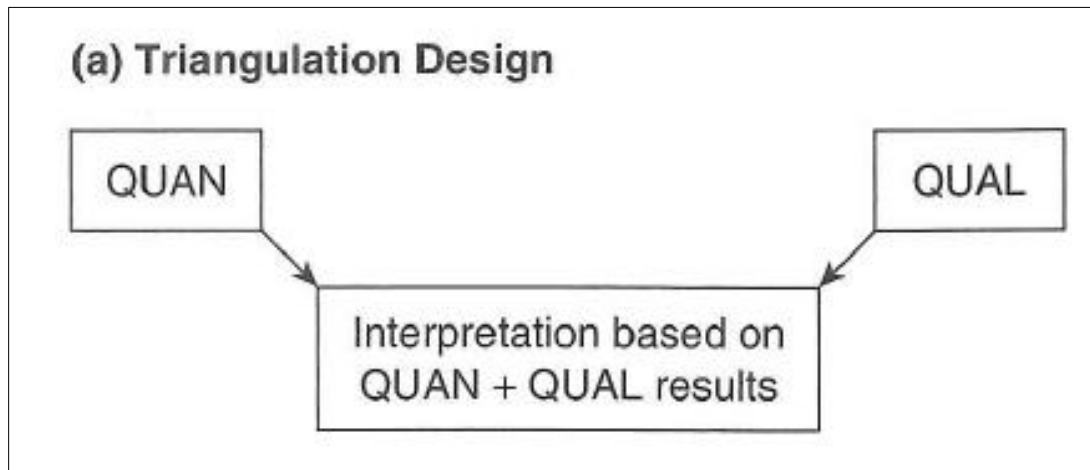 (a) Triangulation Design
QUAN
QUAL
Interpretation based on
QUAN + QUAL results